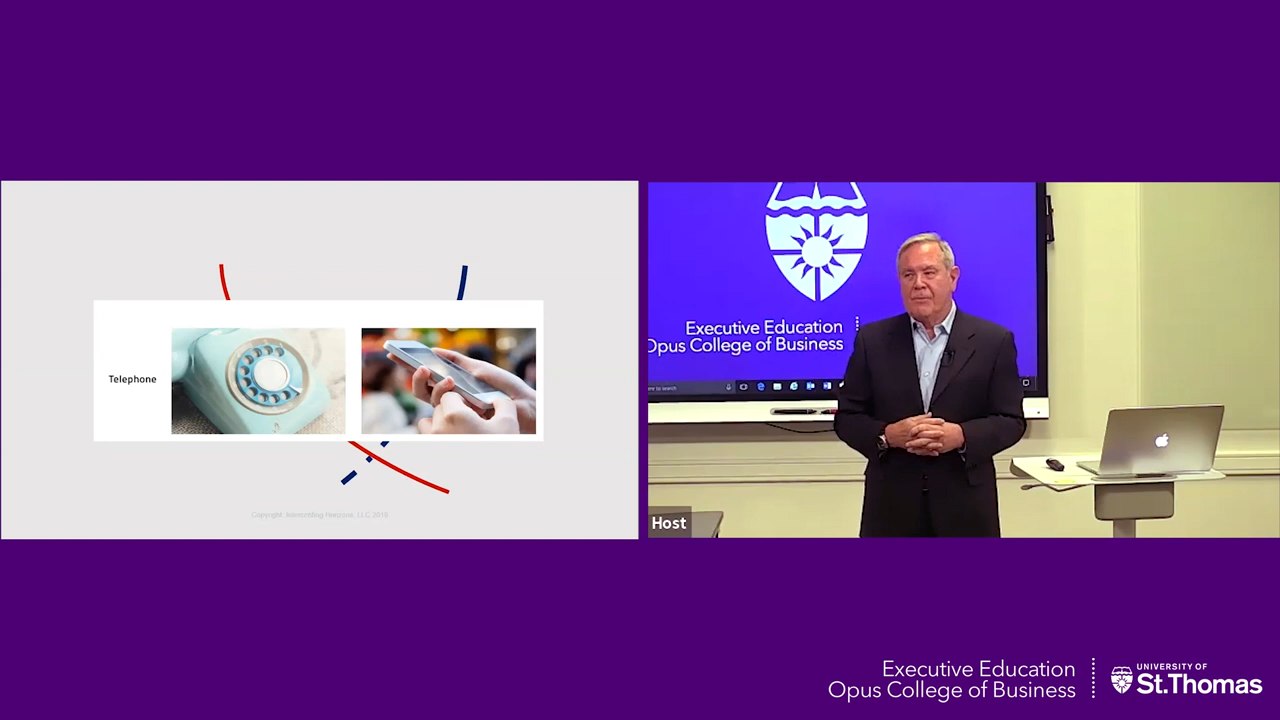 Telephone
Executive Education
Opus College of Business
Host
Executive Education
Opus College of Business
UNIVERSITY OF
St.Thomas